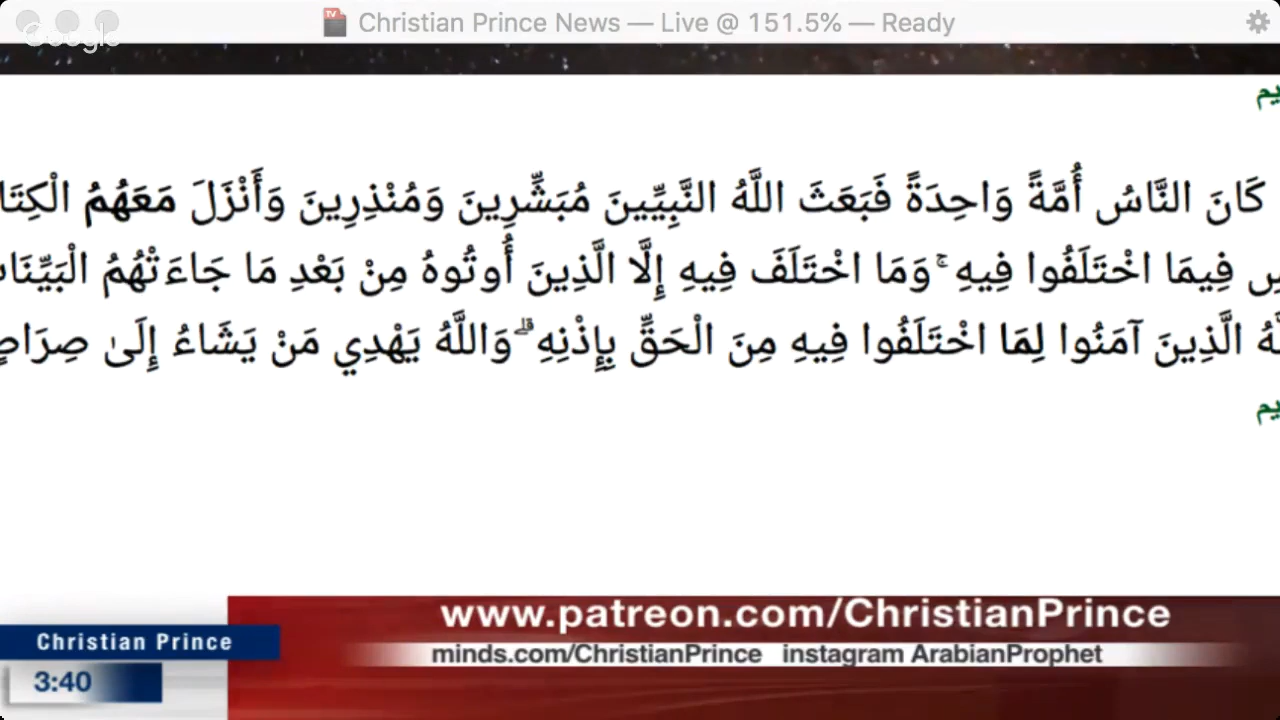 Christian Prince News — Live @ 151.5% — Ready
Google
كَانَ النَّاسُ أُمَّةً وَاحِدَةً فَبَعَثَ اللَّهُ النَّبِيِّينَ مُبَشِّرِينَ وَمُنْذِرِينَ وَأَنْزَلَ مَعَهُمُ
فِيمَا اخْتَلَفُوا فِيهِ ۚ وَمَا اخْتَلَفَ فِيهِ إِلَّا الَّذِينَ أُوتُوهُ مِنْ بَعْدِ مَا جَاءَتْهُمُ
الَّذِينَ آمَنُوا لِمَا اخْتَلَفُوا فِيهِ مِنَ الْحَقِّ بِإِذْنِهِ ۗ وَاللَّهُ يَهْدِي مَنْ يَشَاءُ إِلَىٰ
www.patreon.com/ChristianPrince
Christian Prince
minds.com/ChristianPrince instagram ArabianProphet
3:40